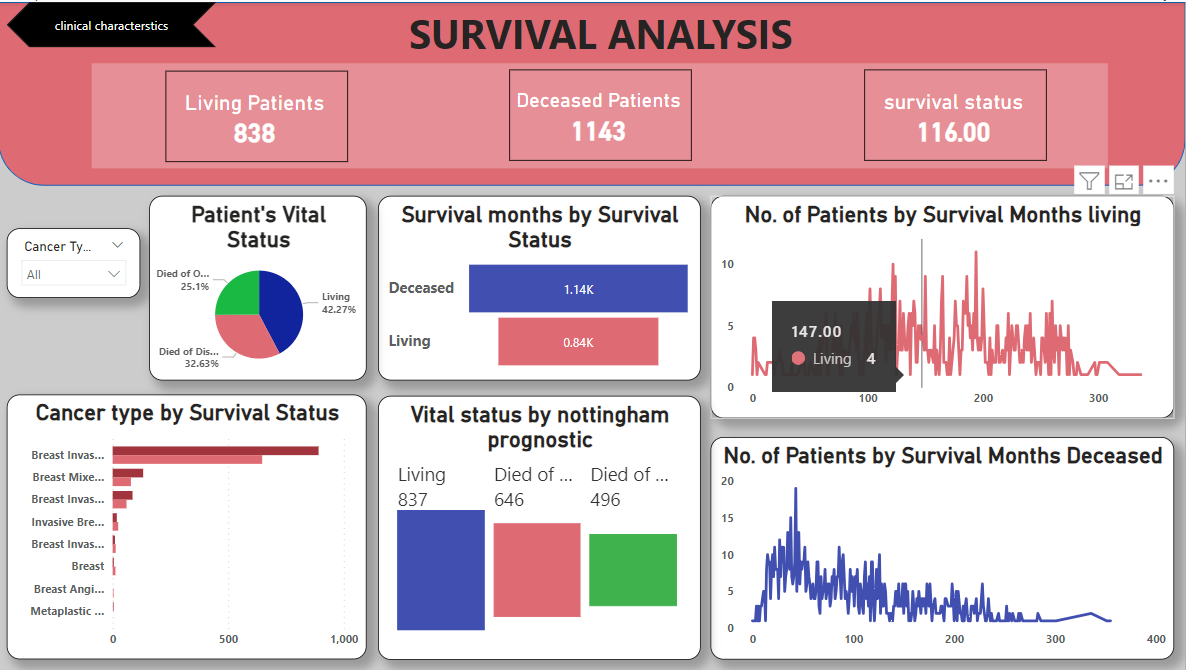 clinical characterstics
SURVIVAL ANALYSIS
Living Patients
838
Deceased Patients
1143
survival status
116.00
Cancer Ty...
All
Patient's Vital
Status
Died of O...
25.1%
Living
42.27%
Died of Dis...
32.63%
Survival months by Survival
Status
Deceased
1.14K
Living
0.84K
No. of Patients by Survival Months living
10
5
0
147.00
Living 4
0 100 200 300
Cancer type by Survival Status
Breast Invas...
Breast Mixe...
Breast Invas...
Invasive Bre...
Breast Invas...
Breast
Breast Angi...
Metaplastic ...
0 500 1,000
Vital status by nottingham
prognostic
Living
837
Died of ...
646
Died of ...
496
No. of Patients by Survival Months Deceased
20
15
10
5
0
0 100 200 300 400